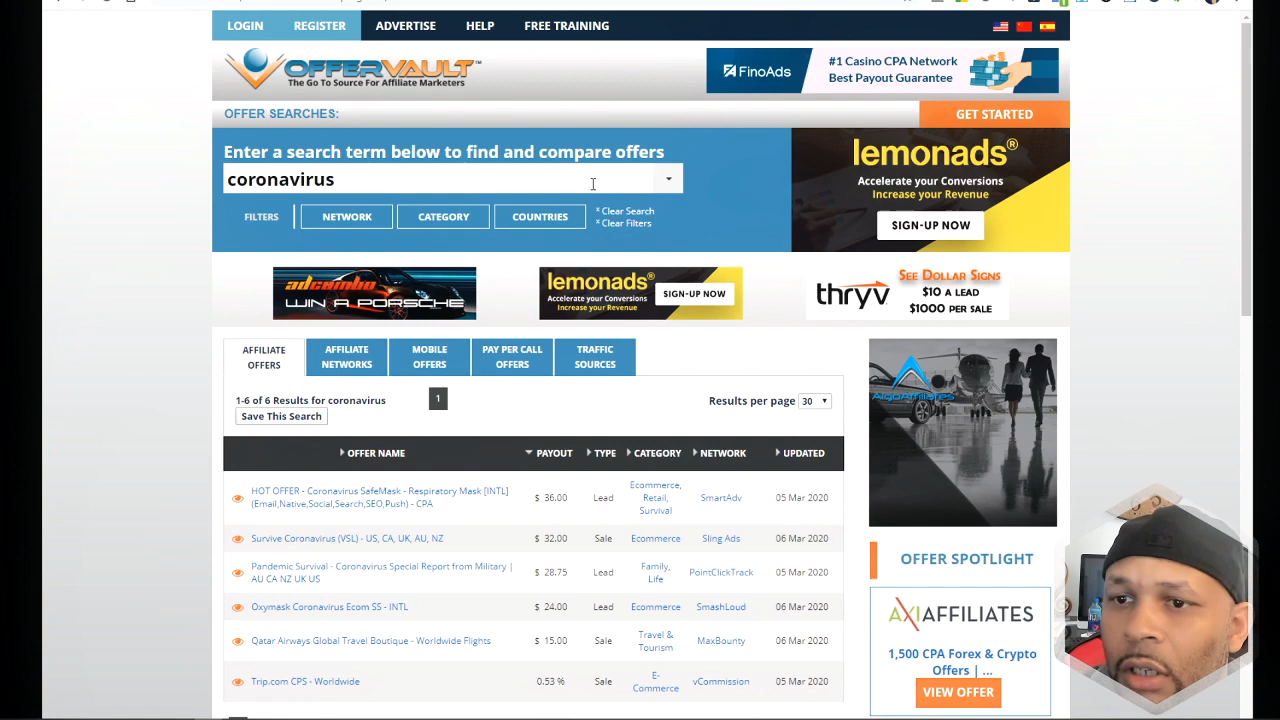 LOGIN REGISTER ADVERTISE HELP FREE TRAINING
OFFERVAULT™
The Go To Source For Affiliate Marketers
FinoAds
#1 Casino CPA Network
Best Payout Guarantee
OFFER SEARCHES:
GET STARTED
Enter a search term below to find and compare offers
coronavirus
FILTERS NETWORK CATEGORY COUNTRIES
x Clear Search
x Clear Filters
lemonads®
Accelerate your Conversions
Increase your Revenue
SIGN-UP NOW
adcombo
WIN A PORSCHE
lemonads®
Accelerate your Conversions
Increase your Revenue
SIGN-UP NOW
thryv
SEE DOLLAR SIGNS
$10 A LEAD
$1000 PER SALE
AFFILIATE OFFERS
AFFILIATE NETWORKS
MOBILE OFFERS
PAY PER CALL OFFERS
TRAFFIC SOURCES
1-6 of 6 Results for coronavirus
1
Results per page 30
Save This Search
OFFER NAME PAYOUT TYPE CATEGORY NETWORK UPDATED
HOT OFFER - Coronavirus SafeMask - Respiratory Mask [INTL]
(Email,Native,Social,Search,SEO,Push) - CPA
$ 36.00 Lead Ecommerce, Retail, Survival SmartAdv 05 Mar 2020
Survive Coronavirus (VSL) - US, CA, UK, AU, NZ $ 32.00 Sale Ecommerce Sling Ads 06 Mar 2020
Pandemic Survival - Coronavirus Special Report from Military |
AU CA NZ UK US
$ 28.75 Lead Family, Life PointClickTrack 05 Mar 2020
Oxymask Coronavirus Ecom SS - INTL $ 24.00 Lead Ecommerce SmashLoud 06 Mar 2020
Qatar Airways Global Travel Boutique - Worldwide Flights $ 15.00 Sale Travel & Tourism MaxBounty 06 Mar 2020
Trip.com CPS - Worldwide 0.53 % Sale E-Commerce vCommission 05 Mar 2020
AlgoAffiliates
OFFER SPOTLIGHT
AXIAFFILIATES
1,500 CPA Forex & Crypto
Offers | ...
VIEW OFFER